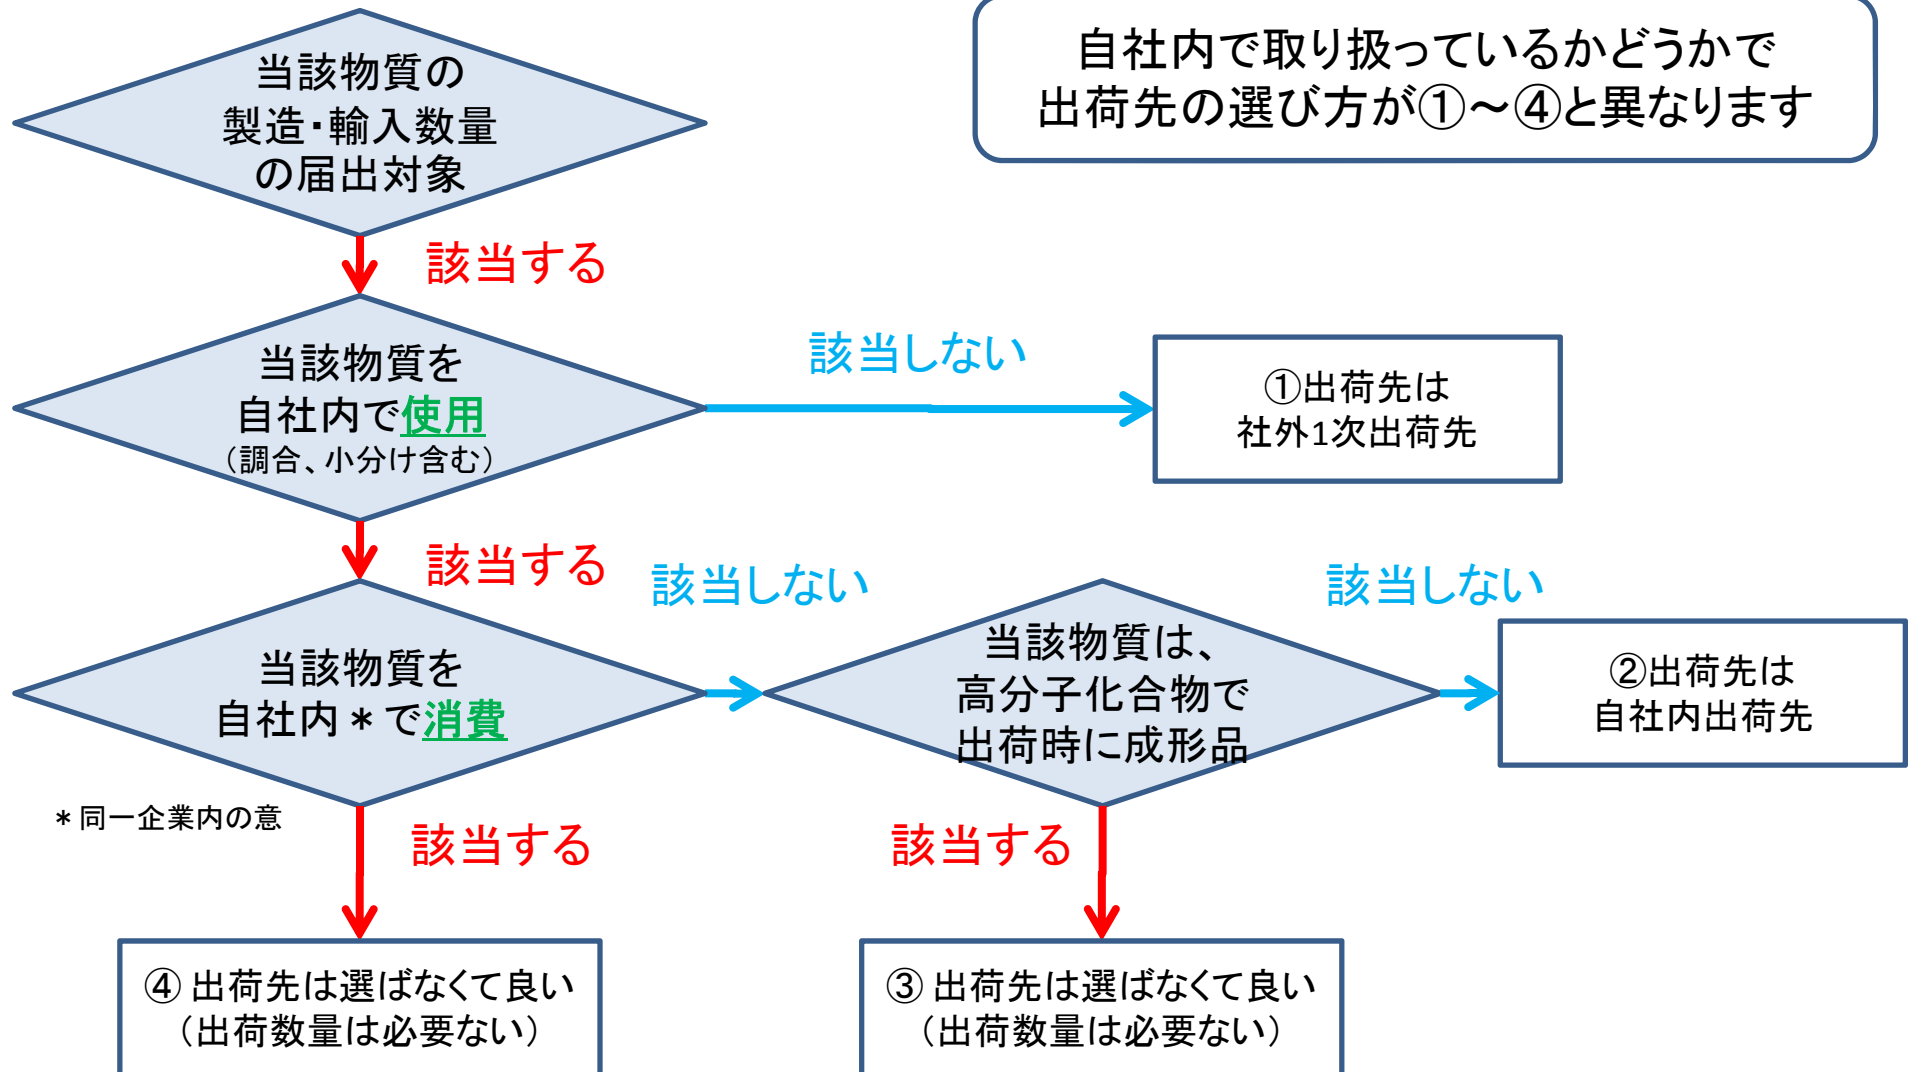 自社内で取り扱っているかどうかで
出荷先の選び方が①～④と異なります
当該物質の
製造・輸入数量
の届出対象
該当する
当該物質を
自社内で使用
（調合、小分け含む）
該当しない
①出荷先は
社外1次出荷先
該当する
当該物質を
自社内＊で消費
該当しない
当該物質は、
高分子化合物で
出荷時に成形品
該当しない
②出荷先は
自社内出荷先
＊同一企業内の意
該当する
④出荷先は選ばなくて良い
（出荷数量は必要ない）
該当する
③出荷先は選ばなくて良い
（出荷数量は必要ない）